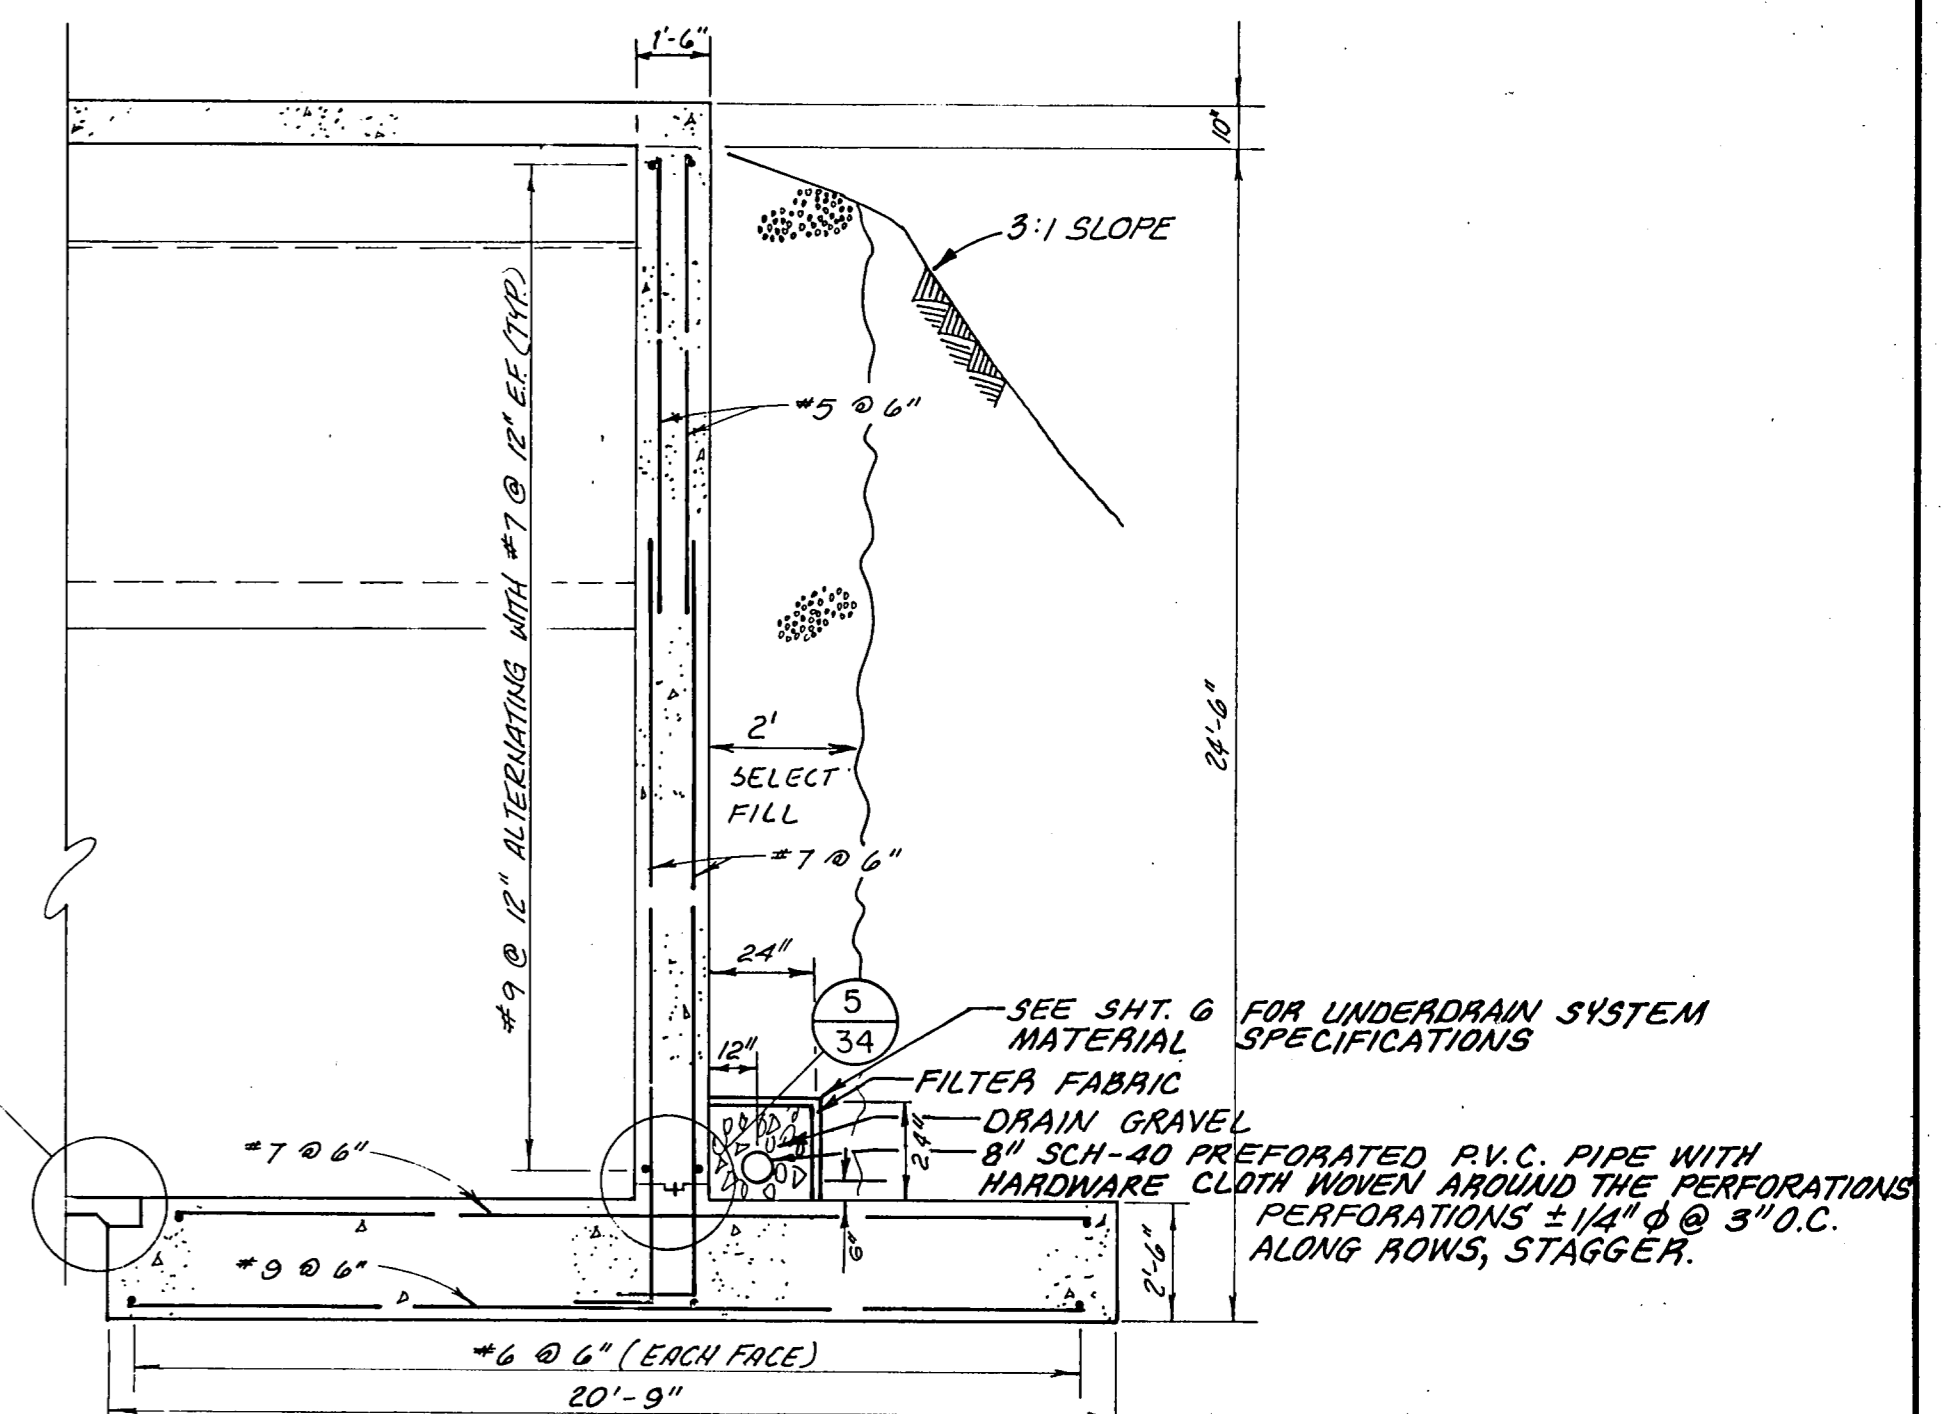 1'-6"
10"
3:1 SLOPE
#9 @ 12" ALTERNATING WITH #7 @ 12" E.F. (TYP.)
#5 @ 6"
24'-6"
2'
SELECT
FILL
#7 @ 6"
24"
5
34
12"
SEE SHT. 6 FOR UNDERDRAIN SYSTEM
MATERIAL SPECIFICATIONS
FILTER FABRIC
DRAIN GRAVEL
24"
8" SCH-40 PREFORATED P.V.C. PIPE WITH
HARDWARE CLOTH WOVEN AROUND THE PERFORATIONS
PERFORATIONS ± 1/4" φ @ 3" O.C.
ALONG ROWS, STAGGER.
#7 @ 6"
#9 @ 6"
2'-6"
#6 @ 6" (EACH FACE)
20'-9"